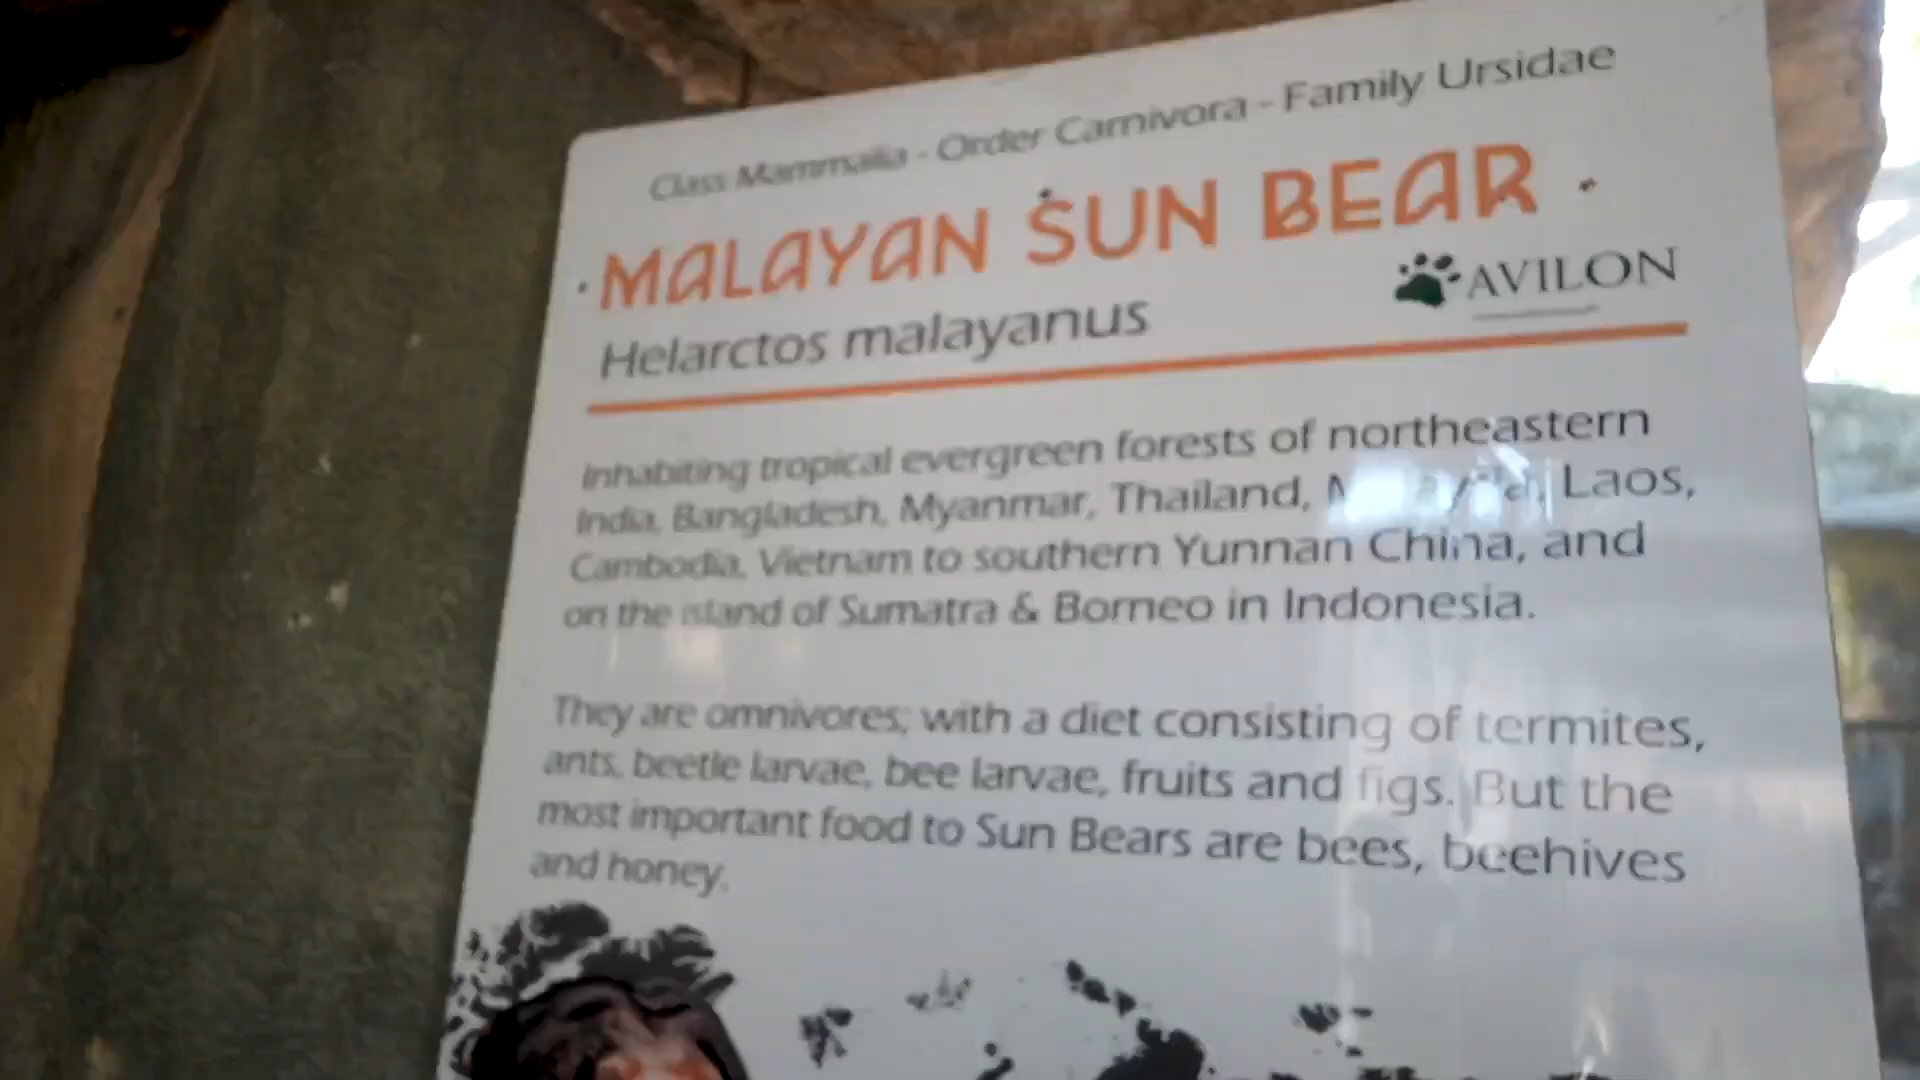 Class Mammalia - Order Carnivora - Family Ursidae
MALAYAN SUN BEAR
AVILON
Helarctos malayanus
Inhabiting tropical evergreen forests of northeastern
India, Bangladesh, Myanmar, Thailand, Laos,
Cambodia, Vietnam to southern Yunnan China, and
on the island of Sumatra & Borneo in Indonesia.
They are omnivores, with a diet consisting of termites,
ants, beetle larvae, bee larvae, fruits and figs. But the
most important food to Sun Bears are bees, beehives
and honey.